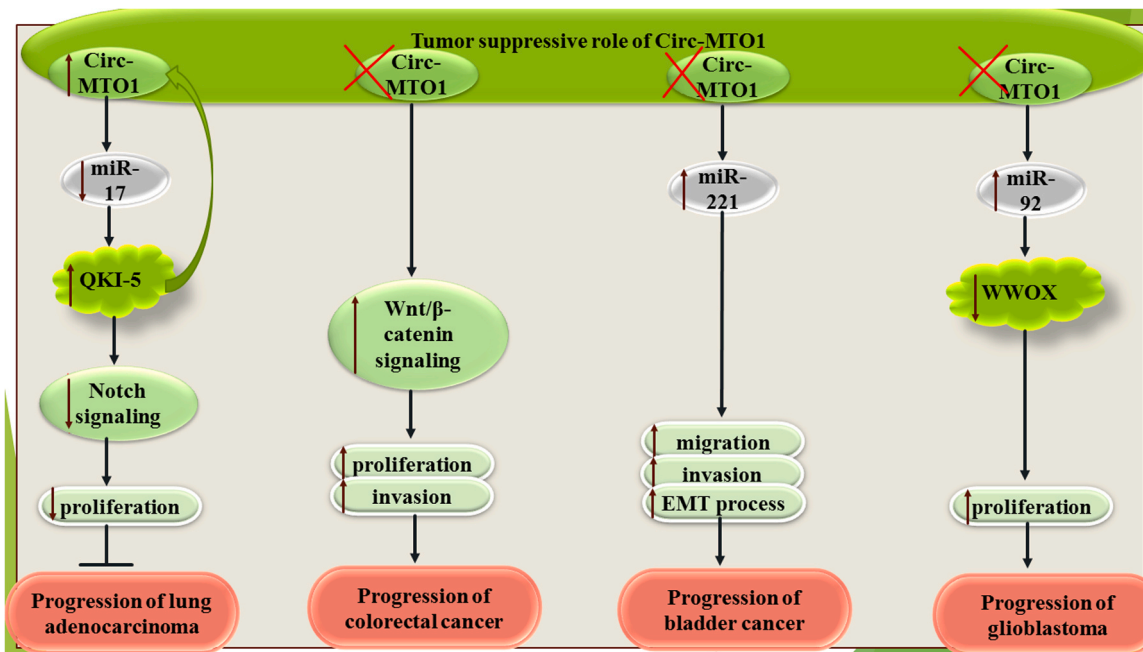 Tumor suppressive role of Circ-MTO1
Circ-
MTO1
miR-
17
QKI-5
Notch
signaling
proliferation
Progression of lung
adenocarcinoma
Circ-
MTO1
Wnt/β-
catenin
signaling
proliferation
invasion
Progression of
colorectal cancer
Circ-
MTO1
miR-
221
migration
invasion
EMT process
Progression of
bladder cancer
Circ-
MTO1
miR-
92
WWOX
proliferation
Progression of
glioblastoma